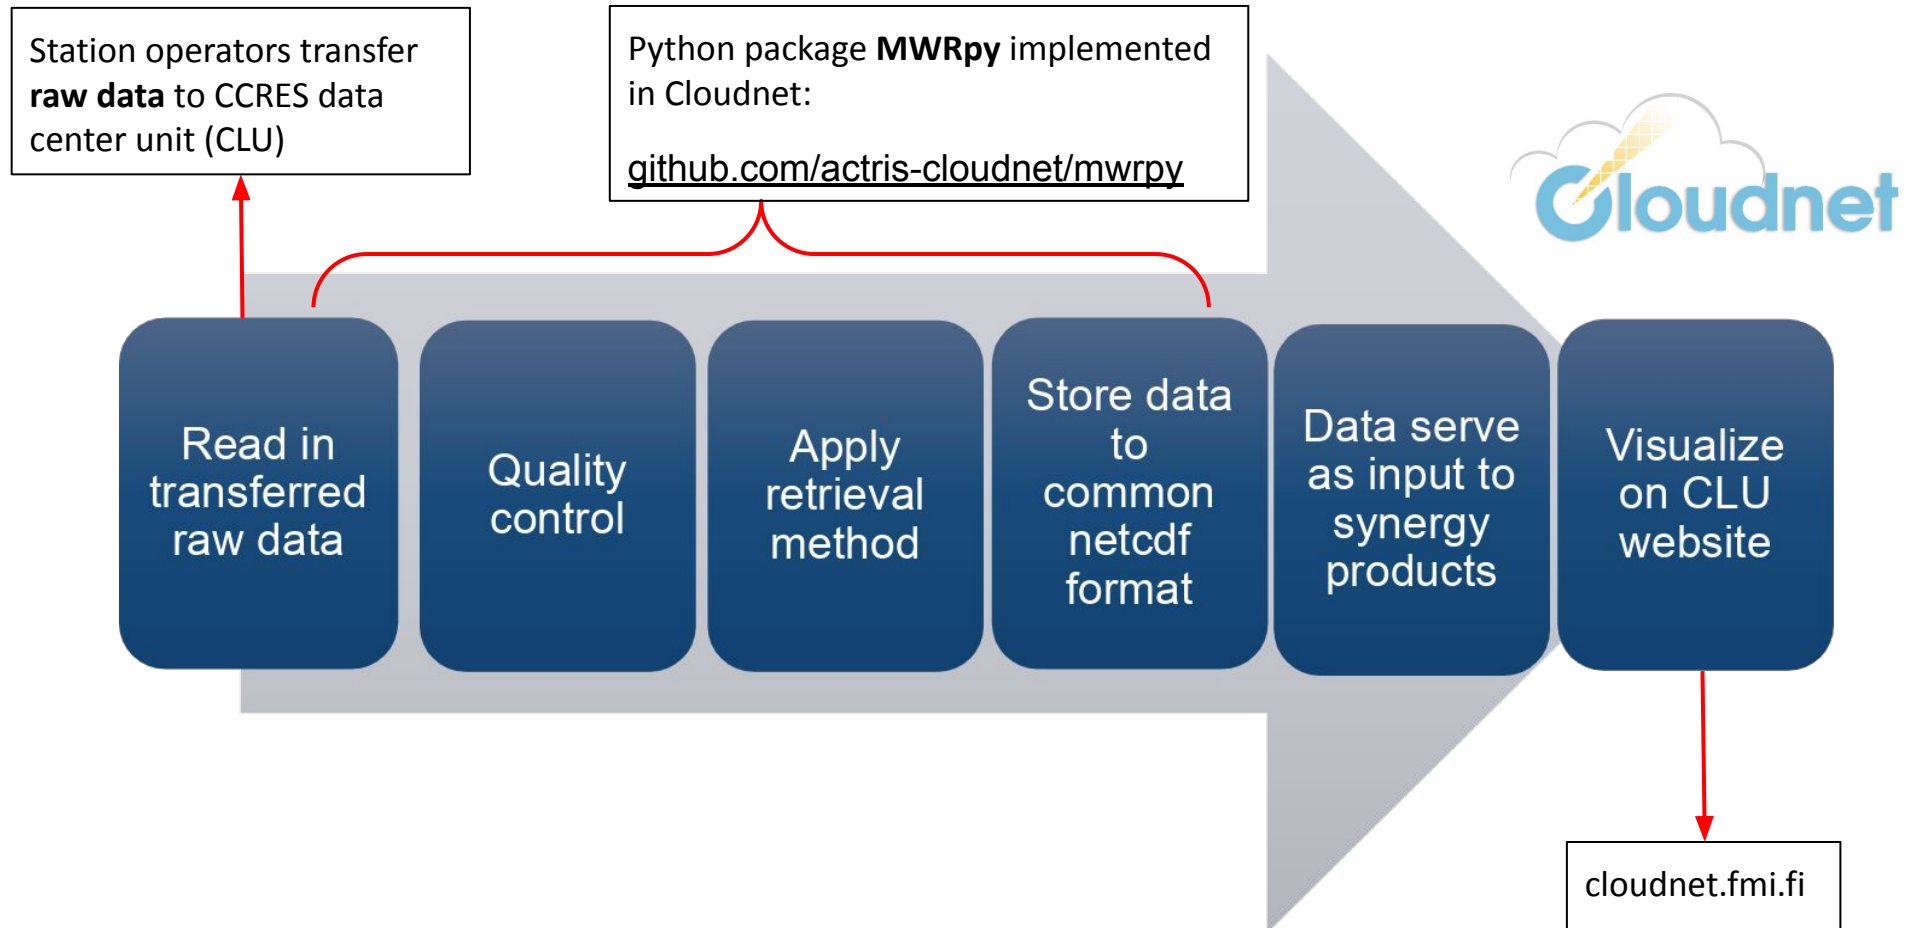 Station operators transfer
raw data to CCRES data
center unit (CLU)
Python package MWRpy implemented
in Cloudnet:
github.com/actris-cloudnet/mwrpy
Cloudnet
Read in
transferred
raw data
Quality
control
Apply
retrieval
method
Store data
to
common
netcdf
format
Data serve
as input to
synergy
products
Visualize
on CLU
website
cloudnet.fmi.fi